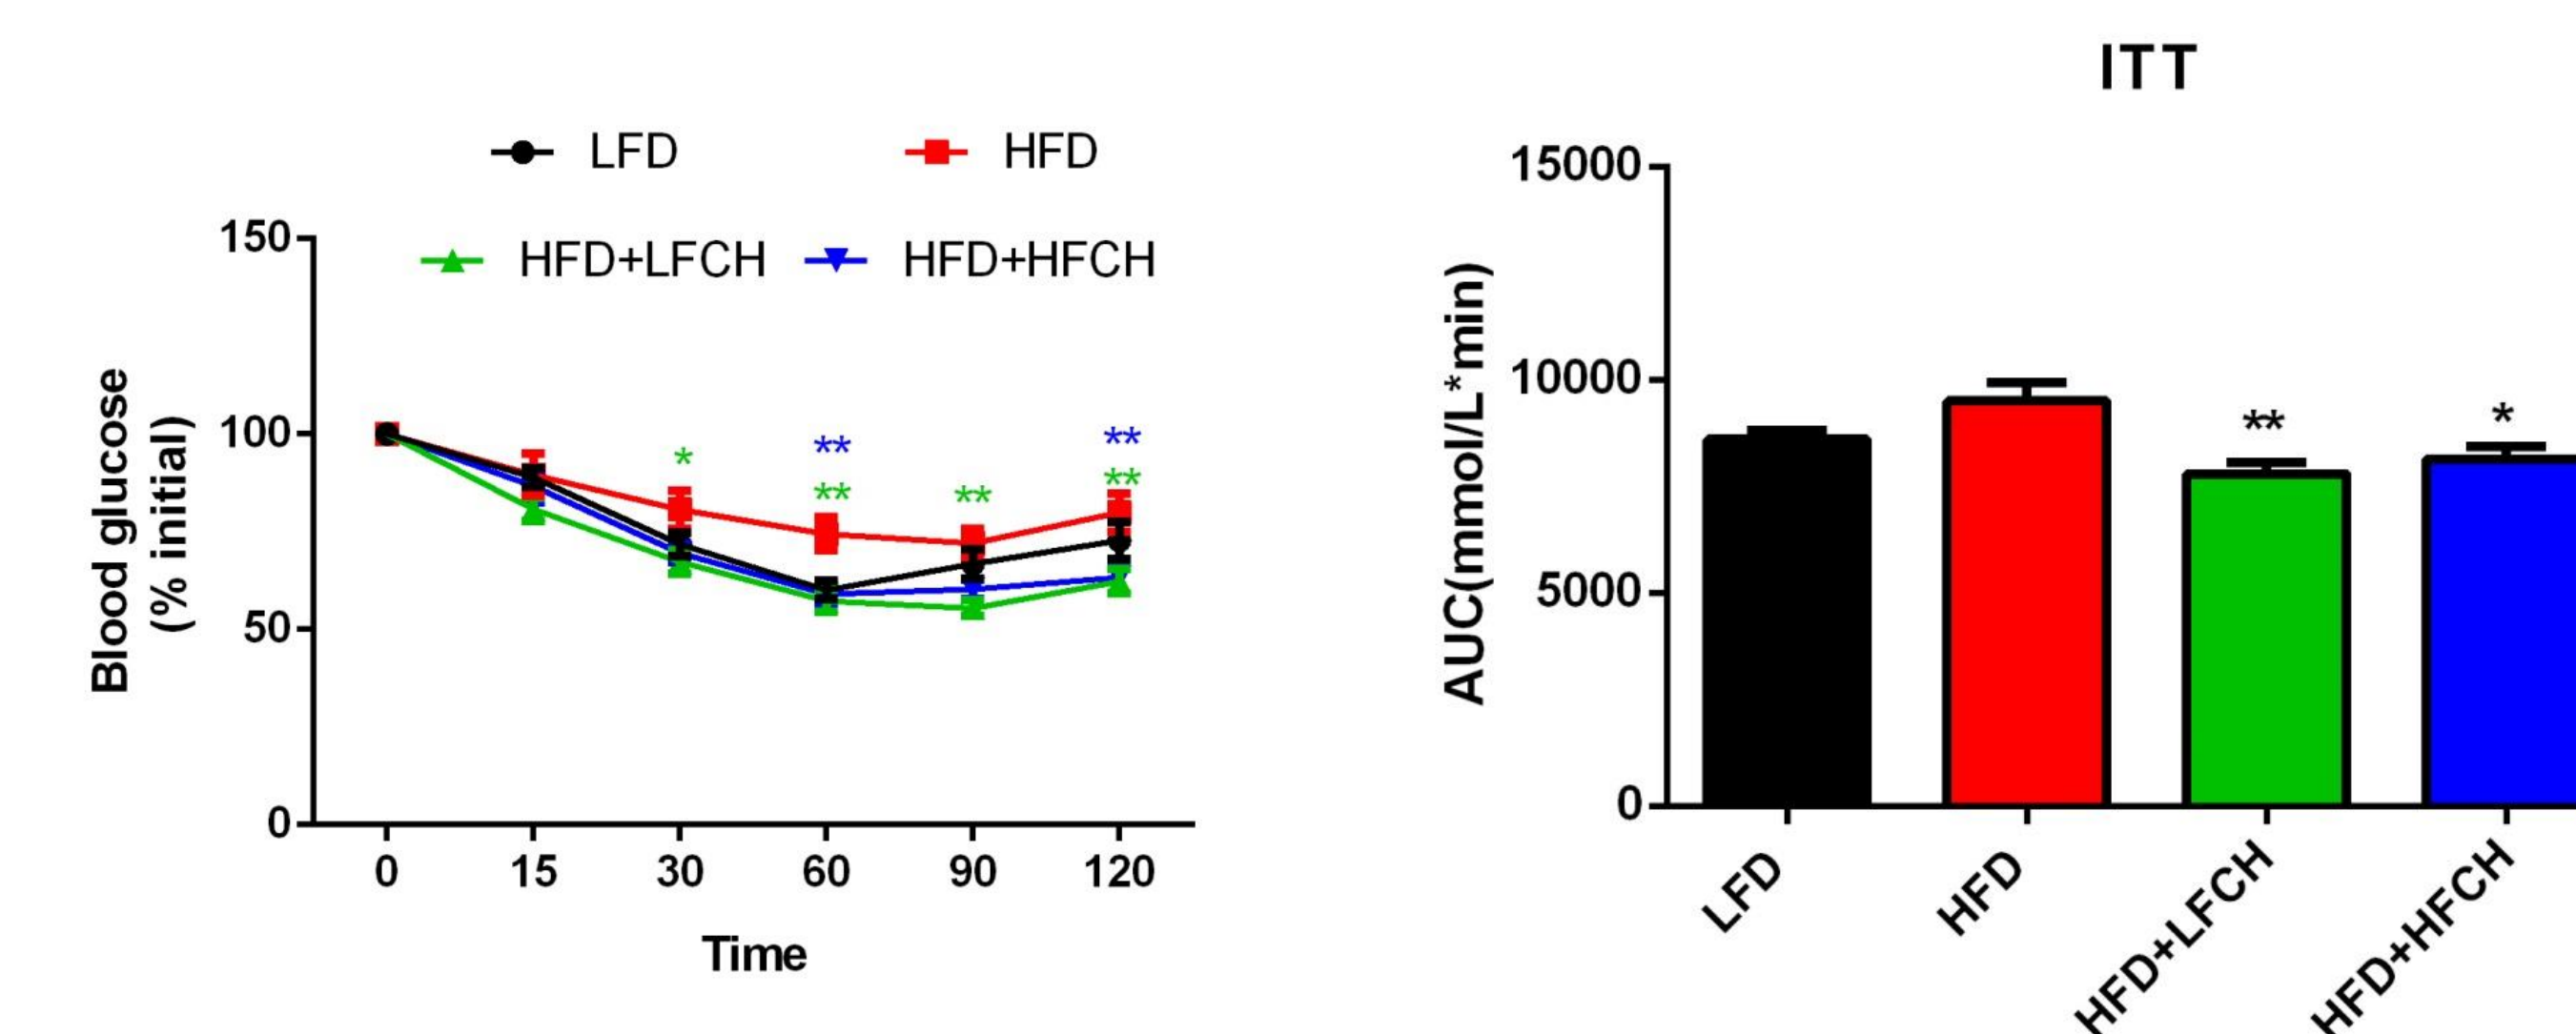 LFD HFD
HFD+LFCH HFD+HFCH
150
100
50
0
Blood glucose
(% initial)
0 15 30 60 90 120
Time
* ** ** **
** **
ITT
15000
10000
5000
0
AUC(mmol/L*min)
** *
LFD HFD HFD+LFCH HFD+HFCH